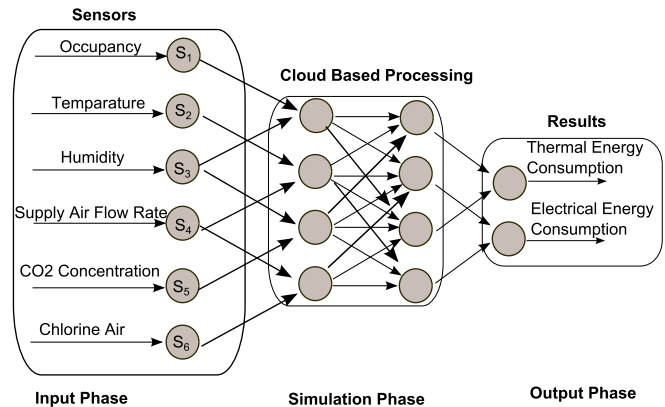 Sensors
Occupancy
S1
Temparature
S2
Humidity
S3
Supply Air Flow Rate
S4
CO2 Concentration
S5
Chlorine Air
S6
Input Phase
Cloud Based Processing
Simulation Phase
Results
Thermal Energy
Consumption
Electrical Energy
Consumption
Output Phase